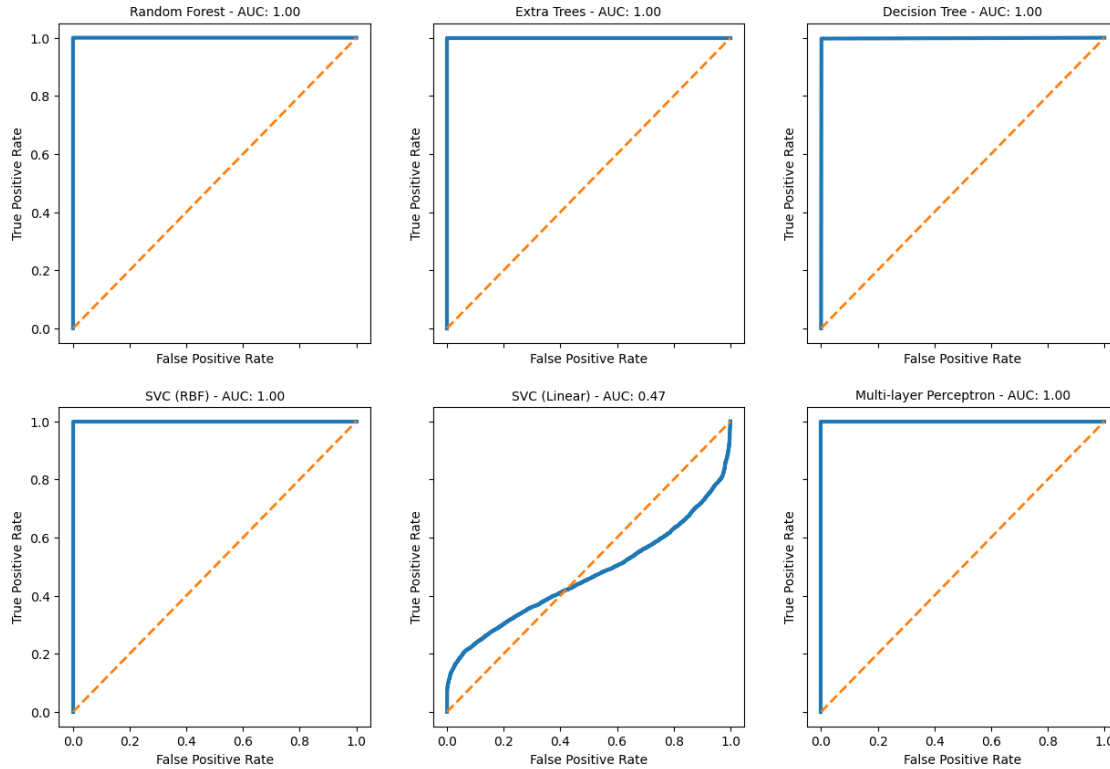 Random Forest - AUC: 1.00
Extra Trees - AUC: 1.00
Decision Tree - AUC: 1.00
True Positive Rate
1.0
0.8
0.6
0.4
0.2
0.0
False Positive Rate
True Positive Rate
False Positive Rate
True Positive Rate
False Positive Rate
SVC (RBF) - AUC: 1.00
SVC (Linear) - AUC: 0.47
Multi-layer Perceptron - AUC: 1.00
True Positive Rate
1.0
0.8
0.6
0.4
0.2
0.0
0.0 0.2 0.4 0.6 0.8 1.0
False Positive Rate
True Positive Rate
0.0 0.2 0.4 0.6 0.8 1.0
False Positive Rate
True Positive Rate
0.0 0.2 0.4 0.6 0.8 1.0
False Positive Rate